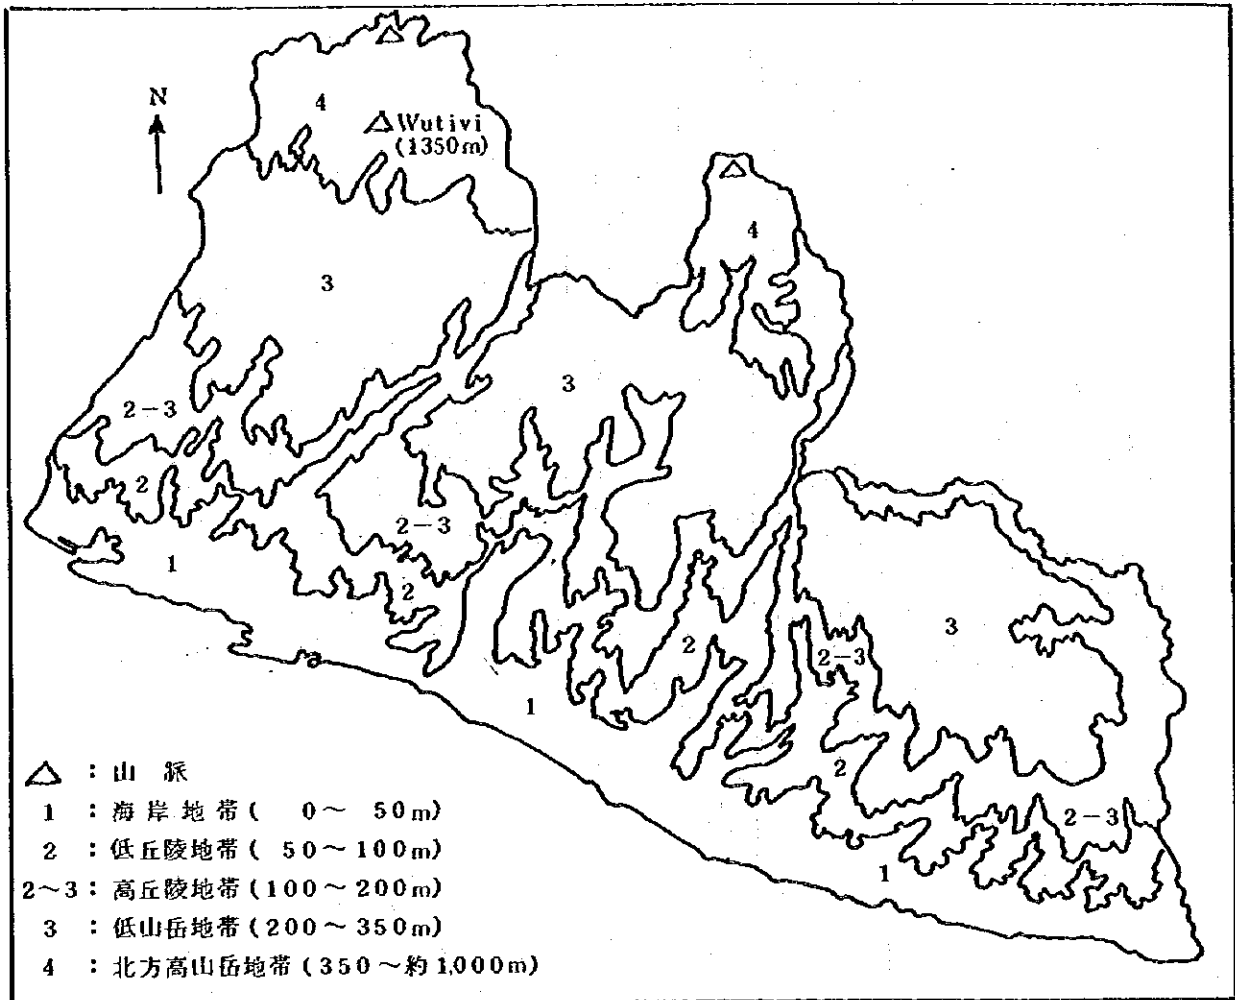 N
4
Wutivi
(1350m)
4
3
3
2-3
2
2-3
1
2
3
2
2-3
1
2
2-3
1
△ : 山脈
1 : 海岸地帯 ( 0～ 50m)
2 : 低丘陵地帯 ( 50～100m)
2～3 : 高丘陵地帯 (100～200m)
3 : 低山岳地帯 (200～350m)
4 : 北方高山岳地帯 (350～約1,000m)